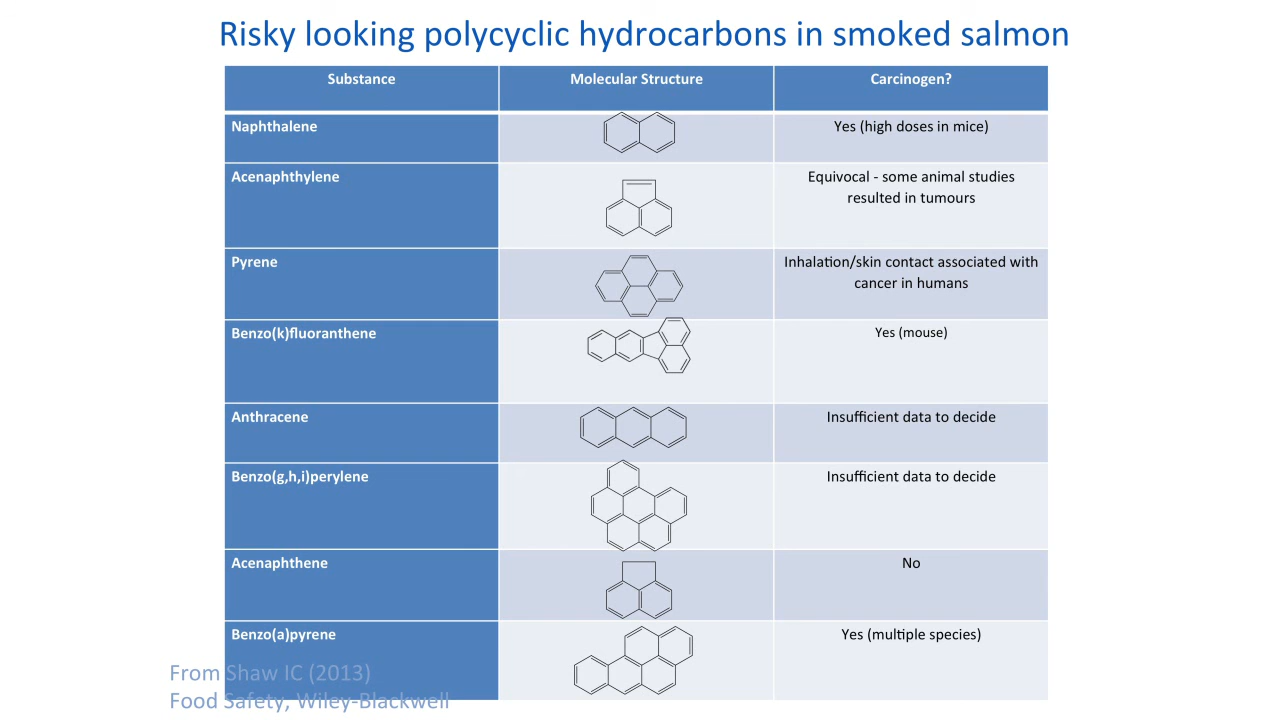 Risky looking polycyclic hydrocarbons in smoked salmon
Substance
Molecular Structure
Carcinogen?
Naphthalene
Yes (high doses in mice)
Acenaphthylene
Equivocal - some animal studies
resulted in tumours
Pyrene
Inhalation/skin contact associated with
cancer in humans
Benzo(k)fluoranthene
Yes (mouse)
Anthracene
Insufficient data to decide
Benzo(g,h,i)perylene
Insufficient data to decide
Acenaphthene
No
Benzo(a)pyrene
Yes (multiple species)
From Shaw IC (2013)
Food Safety, Wiley-Blackwell